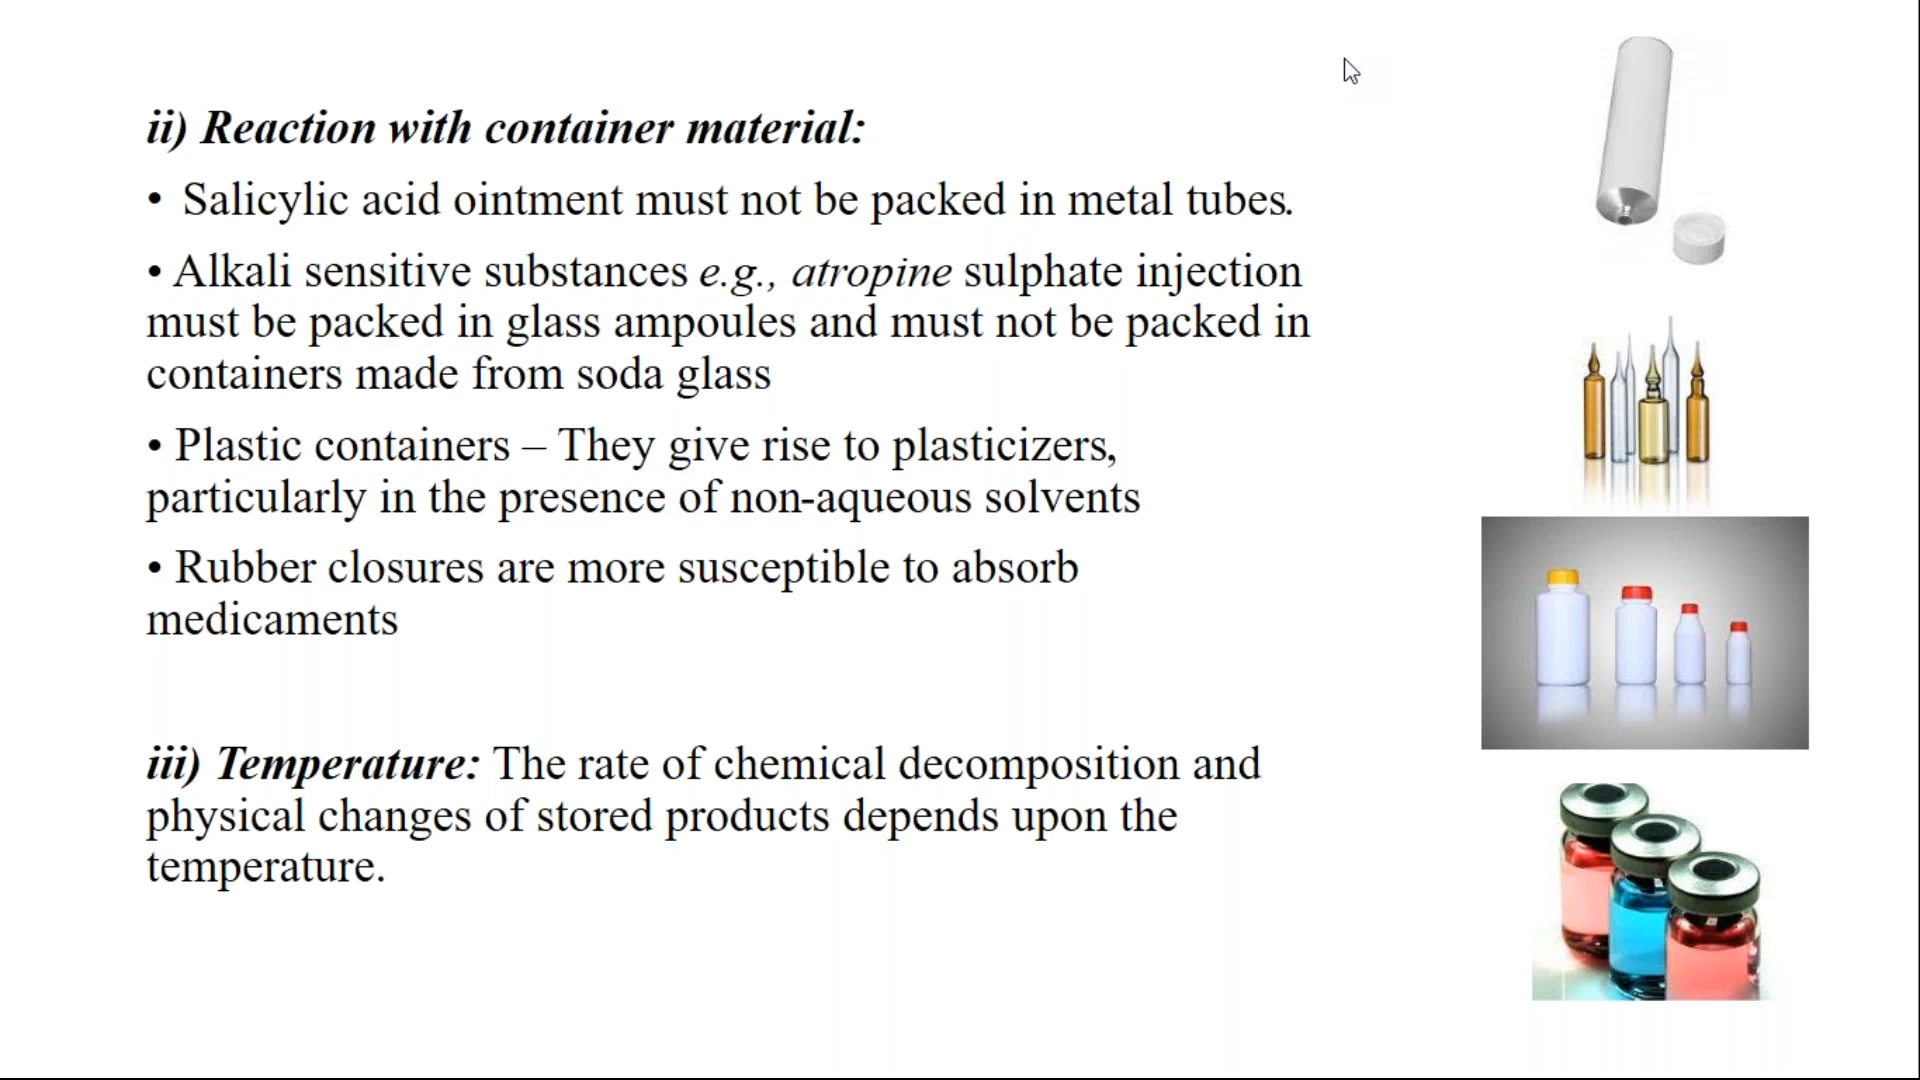 ii) Reaction with container material:
• Salicylic acid ointment must not be packed in metal tubes.
• Alkali sensitive substances e.g., atropine sulphate injection
must be packed in glass ampoules and must not be packed in
containers made from soda glass
• Plastic containers – They give rise to plasticizers,
particularly in the presence of non-aqueous solvents
• Rubber closures are more susceptible to absorb
medicaments
iii) Temperature: The rate of chemical decomposition and
physical changes of stored products depends upon the
temperature.